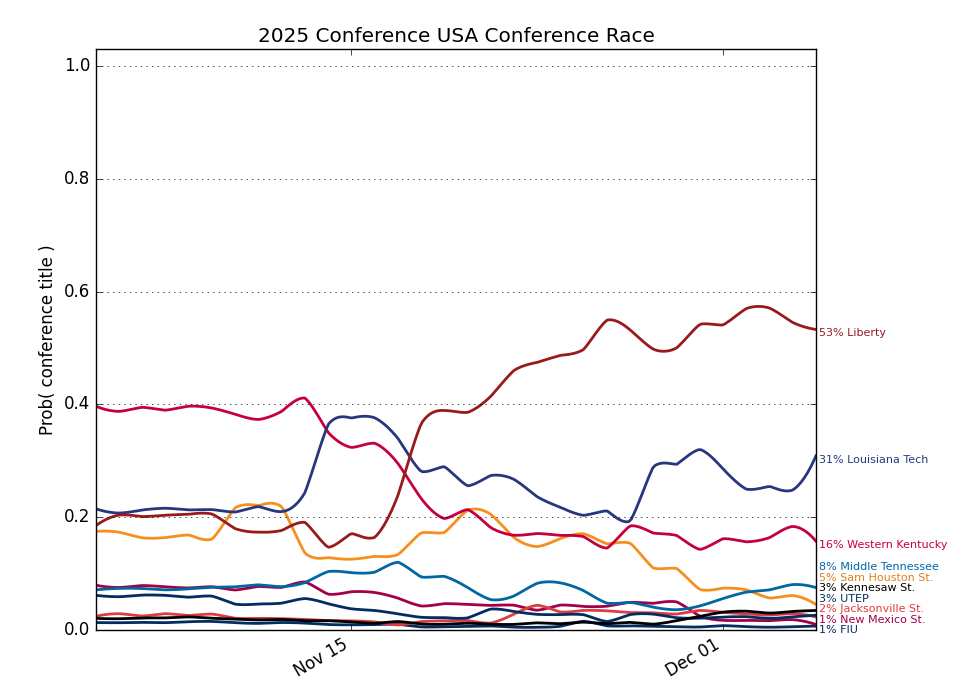 2025 Conference USA Conference Race
Prob( conference title )
1.0
0.8
0.6
0.4
0.2
0.0
Nov 15
Dec 01
53% Liberty
31% Louisiana Tech
16% Western Kentucky
8% Middle Tennessee
5% Sam Houston St.
3% Kennesaw St.
3% UTEP
2% Jacksonville St.
1% New Mexico St.
1% FIU